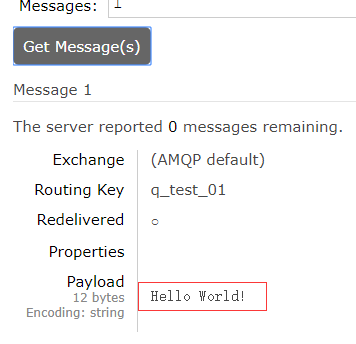 Messages: 1
Get Message(s)
Message 1
The server reported 0 messages remaining.
Exchange (AMQP default)
Routing Key q_test_01
Redelivered ○
Properties
Payload
12 bytes
Encoding: string
Hello World!